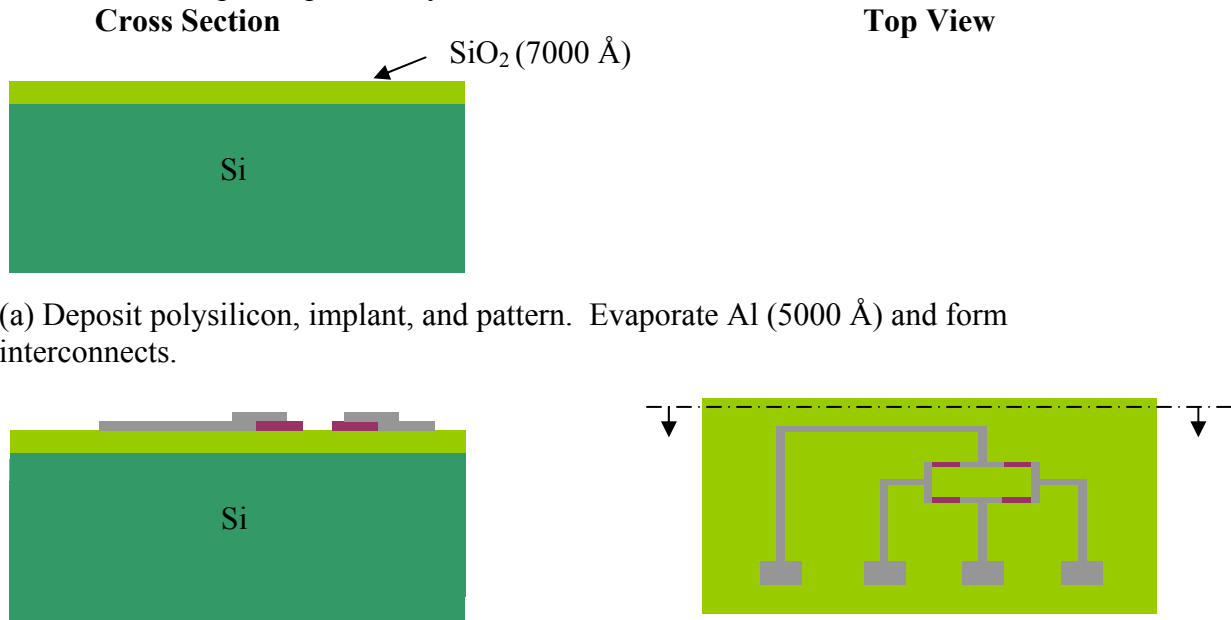 Cross Section
Top View
SiO₂ (7000 Å)
Si
(a) Deposit polysilicon, implant, and pattern. Evaporate Al (5000 Å) and form
interconnects.
Si